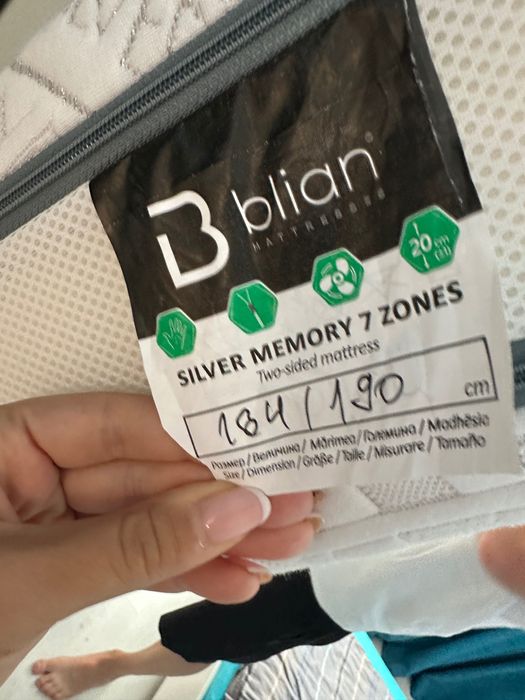 B blian®
MATTRESSES
20 cm
(±1)
SILVER MEMORY 7 ZONES
Two-sided mattress
184/190 cm
Размер / Величина / Mărimea / Големина / Madhësia
Size / Dimension / Größe / Taille / Misurare / Tamaño